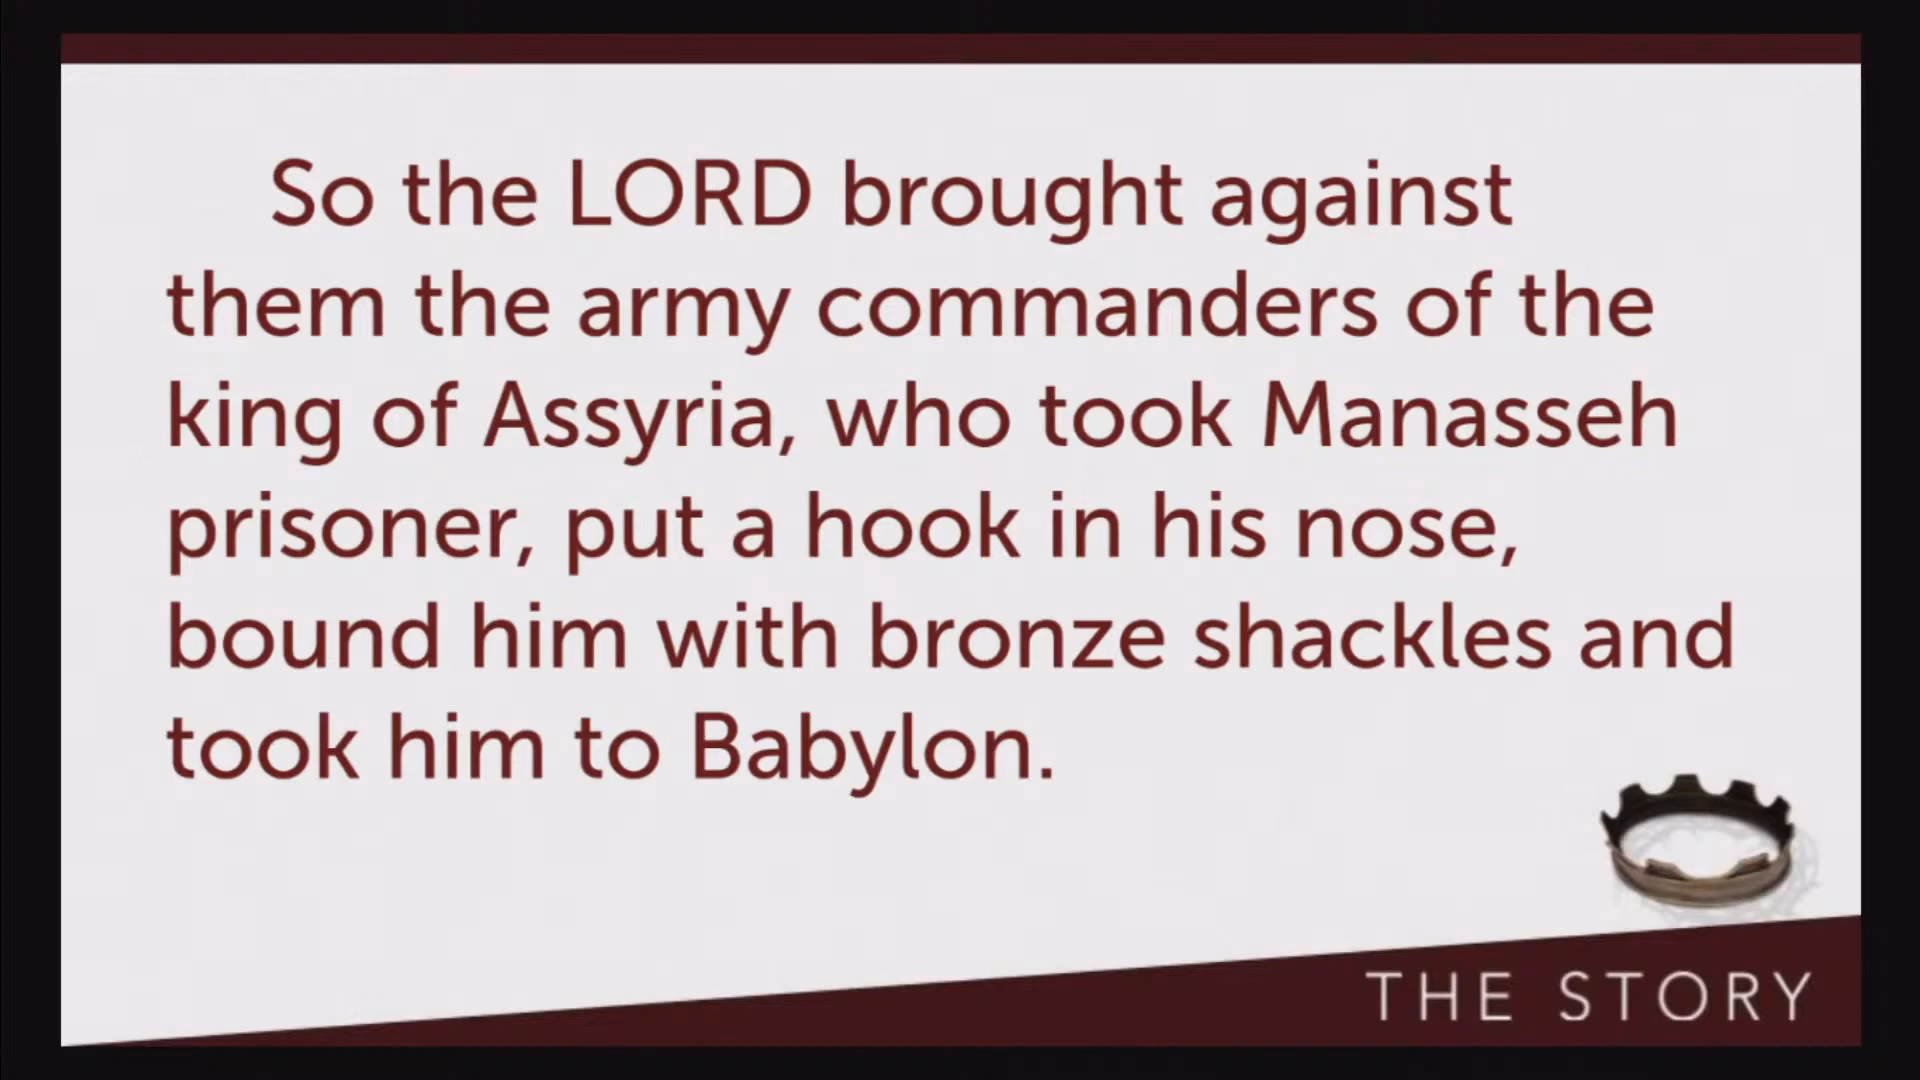 So the LORD brought against
them the army commanders of the
king of Assyria, who took Manasseh
prisoner, put a hook in his nose,
bound him with bronze shackles and
took him to Babylon.
THE STORY